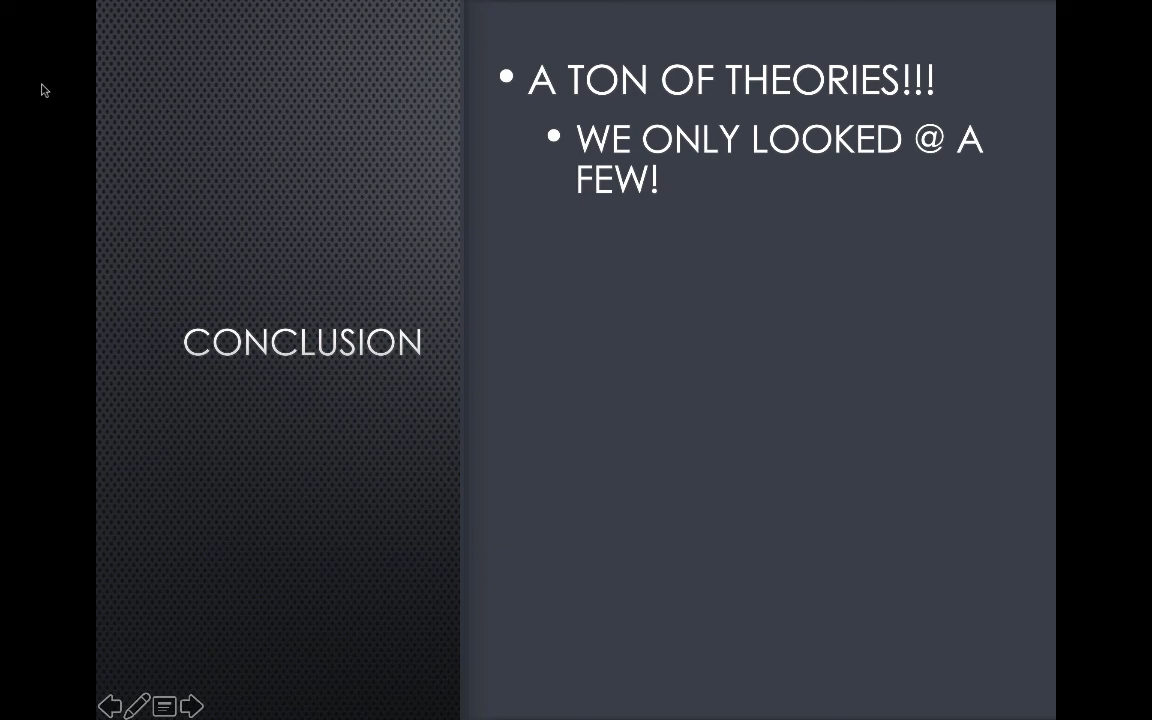 • A TON OF THEORIES!!!
• WE ONLY LOOKED @ A
FEW!
CONCLUSION